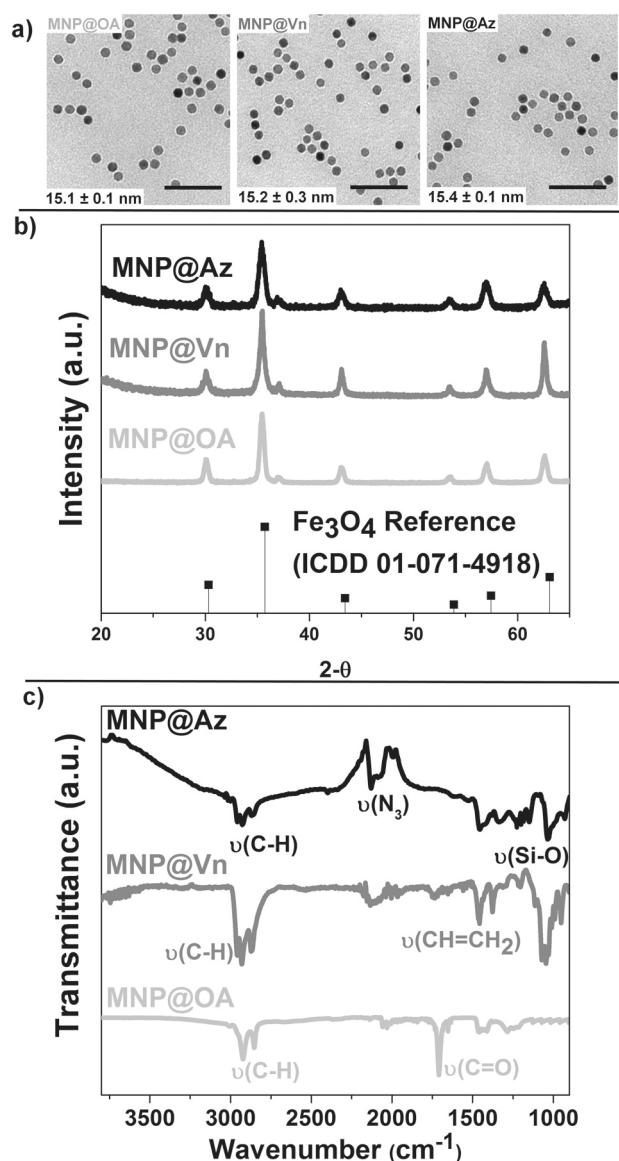 a) MNP@OA MNP@Vn MNP@Az
15.1 ± 0.1 nm 15.2 ± 0.3 nm 15.4 ± 0.1 nm
b)
MNP@Az
MNP@Vn
MNP@OA
Fe₃O₄ Reference
(ICDD 01-071-4918)
Intensity (a.u.)
20 30 40 50 60
2-θ
c)
MNP@Az
υ(N₃)
υ(C-H)
υ(Si-O)
MNP@Vn
υ(CH=CH₂)
υ(C-H)
MNP@OA
υ(C-H)
υ(C=O)
Transmittance (a.u.)
3500 3000 2500 2000 1500 1000
Wavenumber (cm⁻¹)